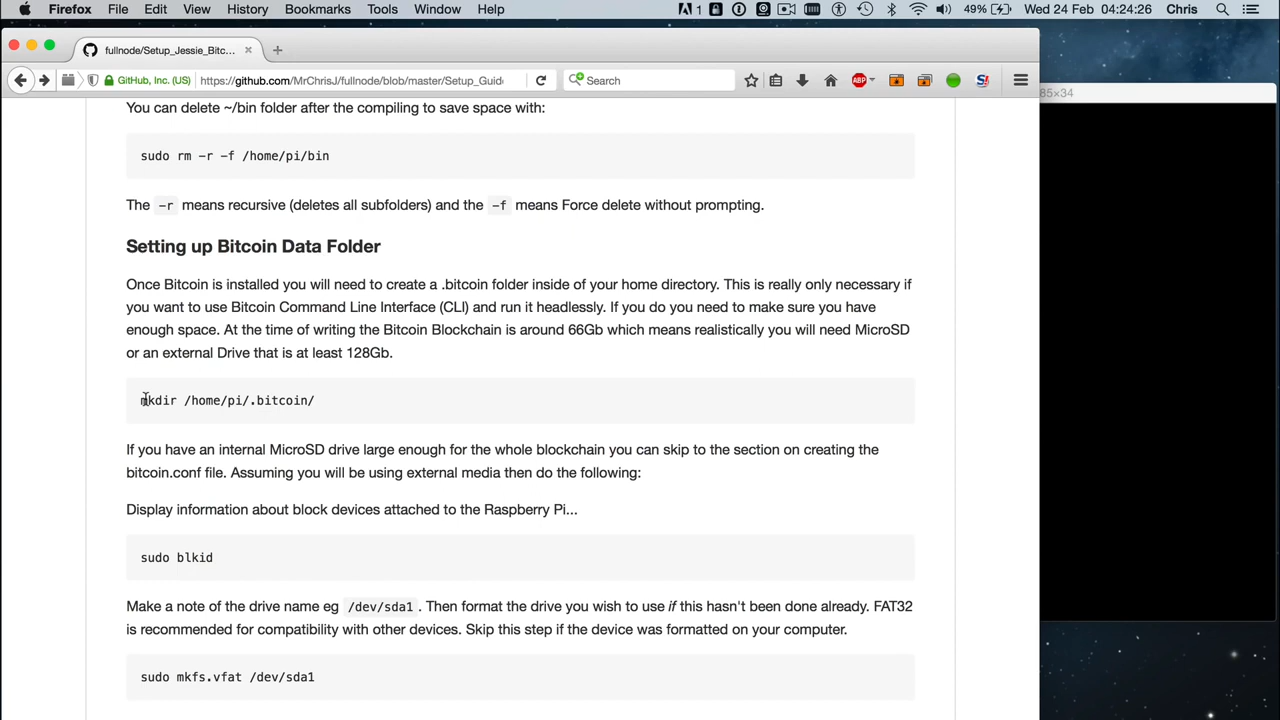 Firefox File Edit View History Bookmarks Tools Window Help 1 49% Wed 24 Feb 04:24:26 Chris
fullnode/Setup_Jessie_Bitc...
85×34
GitHub, Inc. (US) https://github.com/MrChrisJ/fullnode/blob/master/Setup_Guid Search ABP
You can delete ~/bin folder after the compiling to save space with:
sudo rm -r -f /home/pi/bin
The -r means recursive (deletes all subfolders) and the -f means Force delete without prompting.
Setting up Bitcoin Data Folder
Once Bitcoin is installed you will need to create a .bitcoin folder inside of your home directory. This is really only necessary if
you want to use Bitcoin Command Line Interface (CLI) and run it headlessly. If you do you need to make sure you have
enough space. At the time of writing the Bitcoin Blockchain is around 66Gb which means realistically you will need MicroSD
or an external Drive that is at least 128Gb.
mkdir /home/pi/.bitcoin/
If you have an internal MicroSD drive large enough for the whole blockchain you can skip to the section on creating the
bitcoin.conf file. Assuming you will be using external media then do the following:
Display information about block devices attached to the Raspberry Pi...
sudo blkid
Make a note of the drive name eg /dev/sda1 . Then format the drive you wish to use if this hasn't been done already. FAT32
is recommended for compatibility with other devices. Skip this step if the device was formatted on your computer.
sudo mkfs.vfat /dev/sda1